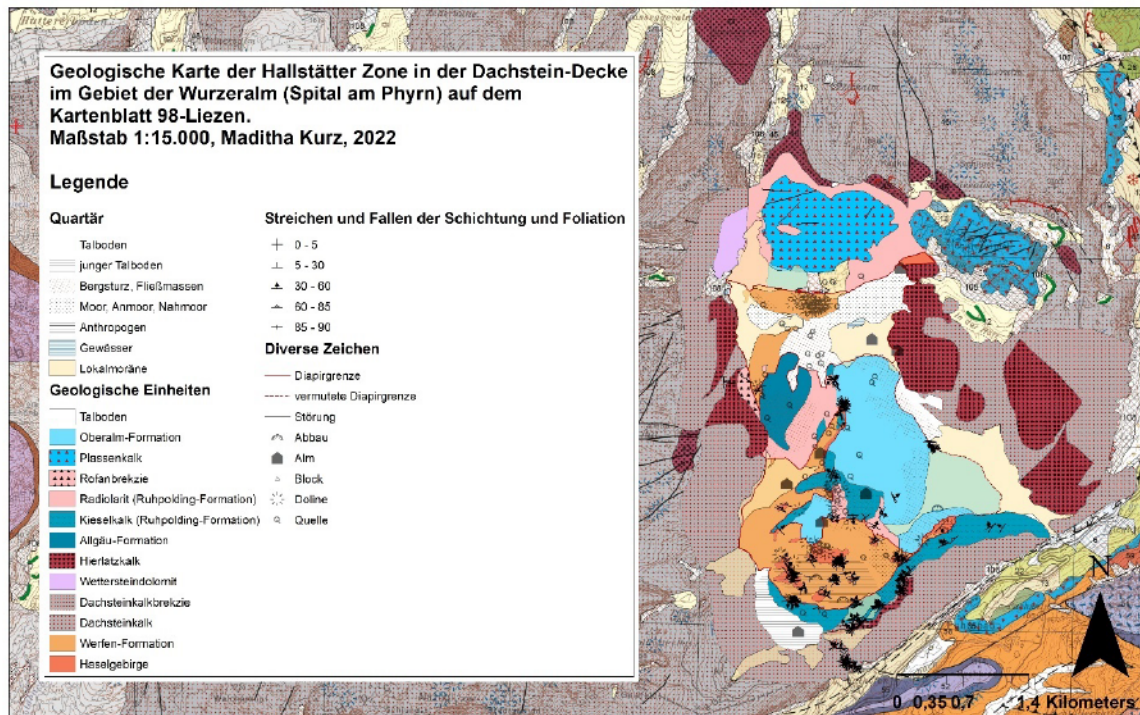 Geologische Karte der Hallstätter Zone in der Dachstein-Decke
im Gebiet der Wurzeralm (Spital am Phyrn) auf dem
Kartenblatt 98-Liezen.
Maßstab 1:15.000, Maditha Kurz, 2022
Legende
Quartär
Talboden
junger Talboden
Bergsturz, Fließmassen
Moor, Anmoor, Nahmoor
Anthropogen
Gewässer
Lokalmoräne
Geologische Einheiten
Talboden
Oberalm-Formation
Plassenkalk
Rofanbrekzie
Radiolarit (Ruhpolding-Formation)
Kieselkalk (Ruhpolding-Formation)
Allgäu-Formation
Hierlatzkalk
Wettersteindolomit
Dachsteinkalkbrekzie
Dachsteinkalk
Werfen-Formation
Haselgebirge
Streichen und Fallen der Schichtung und Foliation
0 - 5
5 - 30
30 - 60
60 - 85
85 - 90
Diverse Zeichen
Diapirgrenze
vermutete Diapirgrenze
Störung
Abbau
Alm
Block
Doline
Quelle
N
0 0,35 0,7 1,4 Kilometers